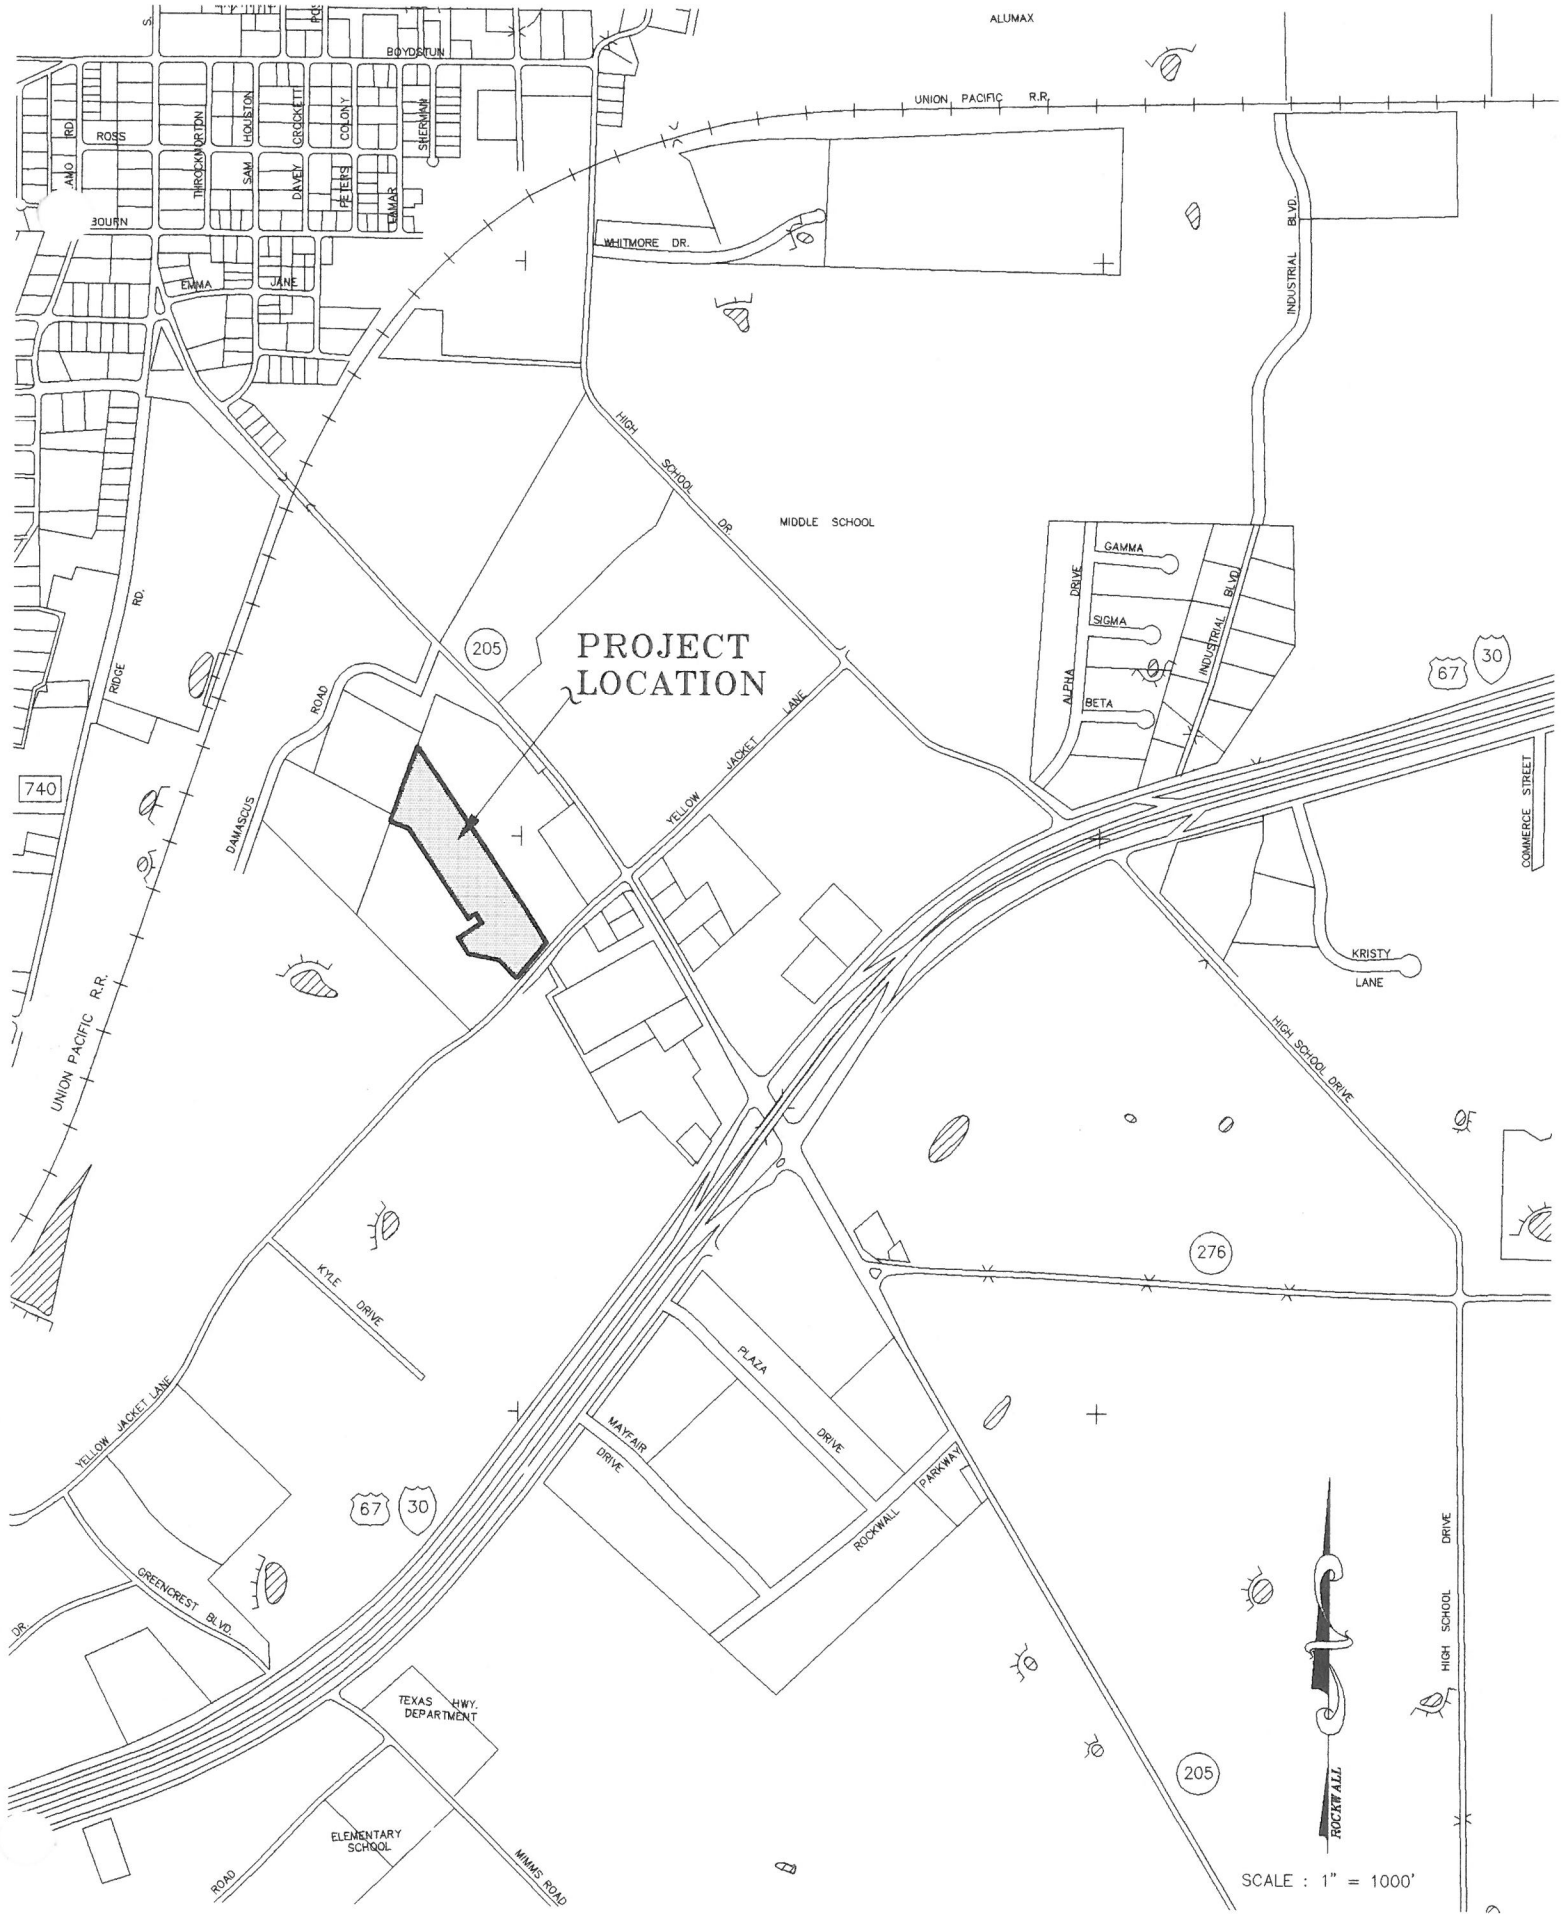 S.
ALUMAX
BOYDSTUN
UNION PACIFIC R.R.
RD.
ROSS
THROCKMORTON
SAM HOUSTON
DAVEY CROCKETT
PETERS COLONY
SHERMAN
LAMAR
BOURN
WHITMORE DR.
EMMA JANE
INDUSTRIAL BLVD.
HIGH SCHOOL DR.
MIDDLE SCHOOL
GAMMA
ALPHA DRIVE
SIGMA
BETA
INDUSTRIAL BLVD.
RIDGE RD.
205
PROJECT
LOCATION
67
30
DAMASCUS ROAD
YELLOW JACKET LANE
740
COMMERCE STREET
KRISTY
LANE
UNION PACIFIC R.R.
HIGH SCHOOL DRIVE
276
KYLE DRIVE
PLAZA DRIVE
YELLOW JACKET LANE
MAYFAIR
DRIVE
ROCKWALL PARKWAY
67
30
GREENCREST BLVD.
DR.
HIGH SCHOOL DRIVE
TEXAS HWY.
DEPARTMENT
205
ROCKWALL
ELEMENTARY
SCHOOL
ROAD
MIMMS ROAD
SCALE : 1" = 1000'